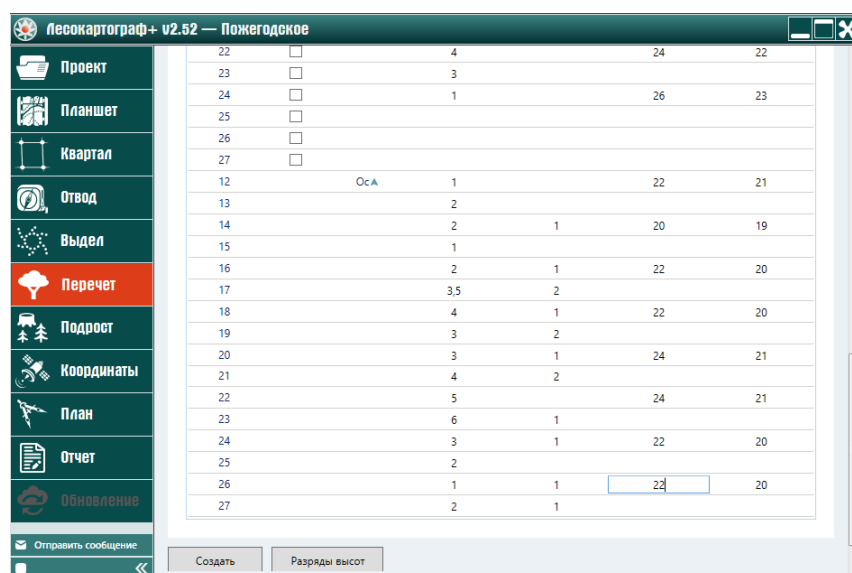 Лесокартограф+ v2.52 — Пожегодское
Проект
Планшет
Квартал
Отвод
Выдел
Перечет
Подрост
Координаты
План
Отчет
Обновление
Отправить сообщение
22 4 24 22
23 3
24 1 26 23
25
26
27
12 Ос 1 22 21
13 2
14 2 1 20 19
15 1
16 2 1 22 20
17 3,5 2
18 4 1 22 20
19 3 2
20 3 1 24 21
21 4 2
22 5 24 21
23 6 1
24 3 1 22 20
25 2
26 1 1 22 20
27 2 1
Создать Разряды высот